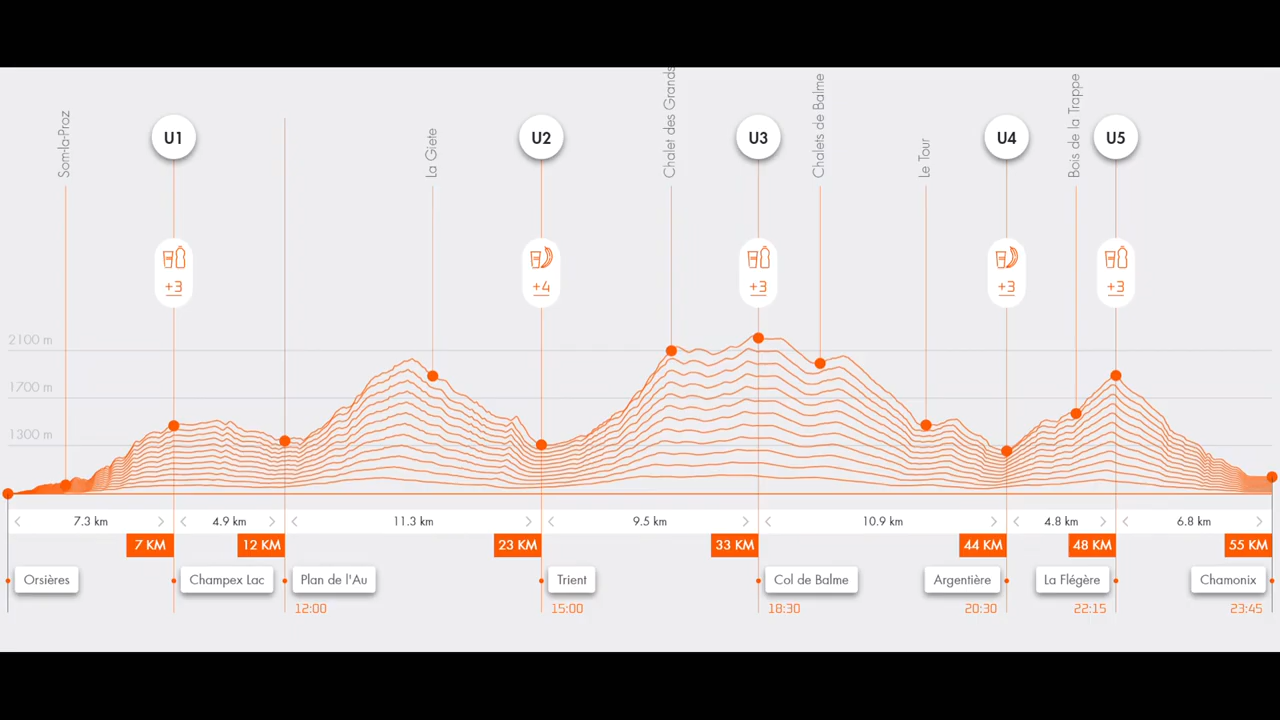 Som-la-Proz
La Giete
Chalet des Grands
Chalets de Balme
Le Tour
Bois de la Trappe
U1
U2
U3
U4
U5
+3
+4
+3
+3
+3
2100 m
1700 m
1300 m
7.3 km
4.9 km
11.3 km
9.5 km
10.9 km
4.8 km
6.8 km
7 KM
12 KM
23 KM
33 KM
44 KM
48 KM
55 KM
Orsières
Champex Lac
Plan de l'Au
Trient
Col de Balme
Argentière
La Flégère
Chamonix
12:00
15:00
18:30
20:30
22:15
23:45